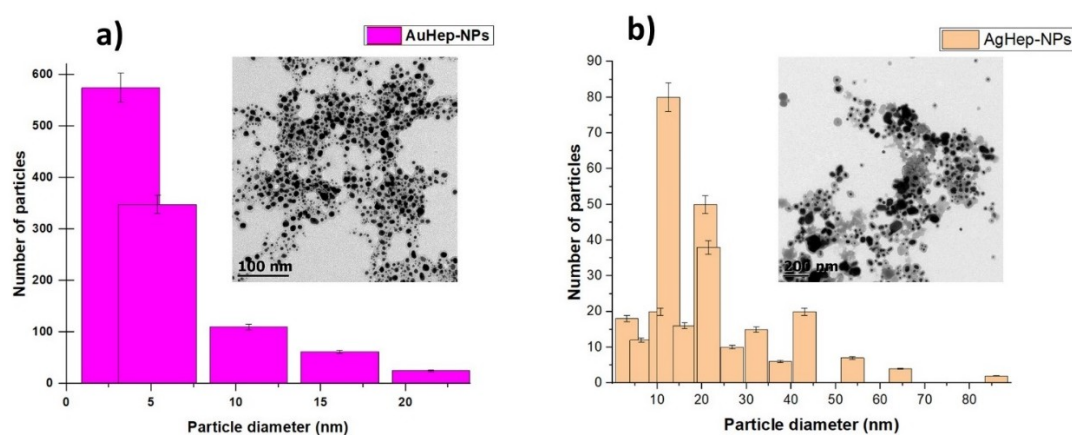 a)
AuHep-NPs
600
500
400
300
200
100
0
Number of particles
100 nm
0 5 10 15 20
Particle diameter (nm)
b)
AgHep-NPs
90
80
70
60
50
40
30
20
10
0
Number of particles
200 nm
10 20 30 40 50 60 70 80
Particle diameter (nm)